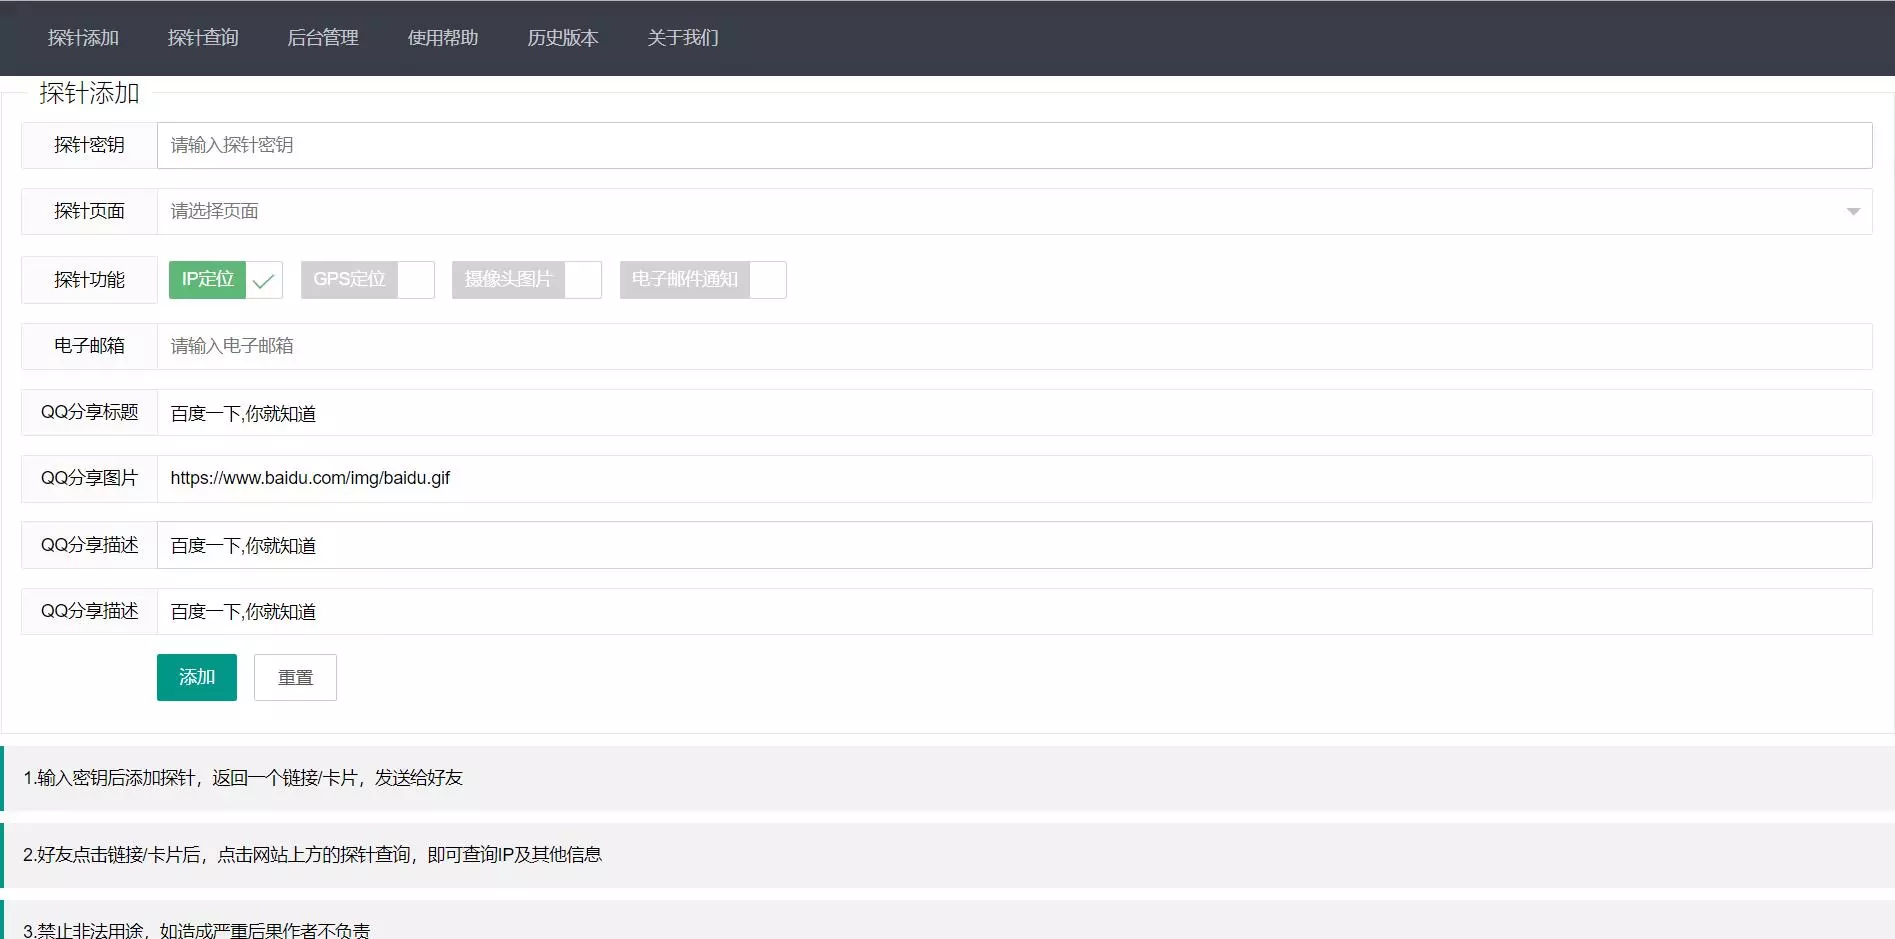 探针添加 探针查询 后台管理 使用帮助 历史版本 关于我们
探针添加
探针密钥 请输入探针密钥
探针页面 请选择页面
探针功能 IP定位 GPS定位 摄像头图片 电子邮件通知
电子邮箱 请输入电子邮箱
QQ分享标题 百度一下,你就知道
QQ分享图片 https://www.baidu.com/img/baidu.gif
QQ分享描述 百度一下,你就知道
QQ分享描述 百度一下,你就知道
添加 重置
1.输入密钥后添加探针，返回一个链接/卡片，发送给好友
2.好友点击链接/卡片后，点击网站上方的探针查询，即可查询IP及其他信息
3.禁止非法用途，如造成严重后果作者不负责